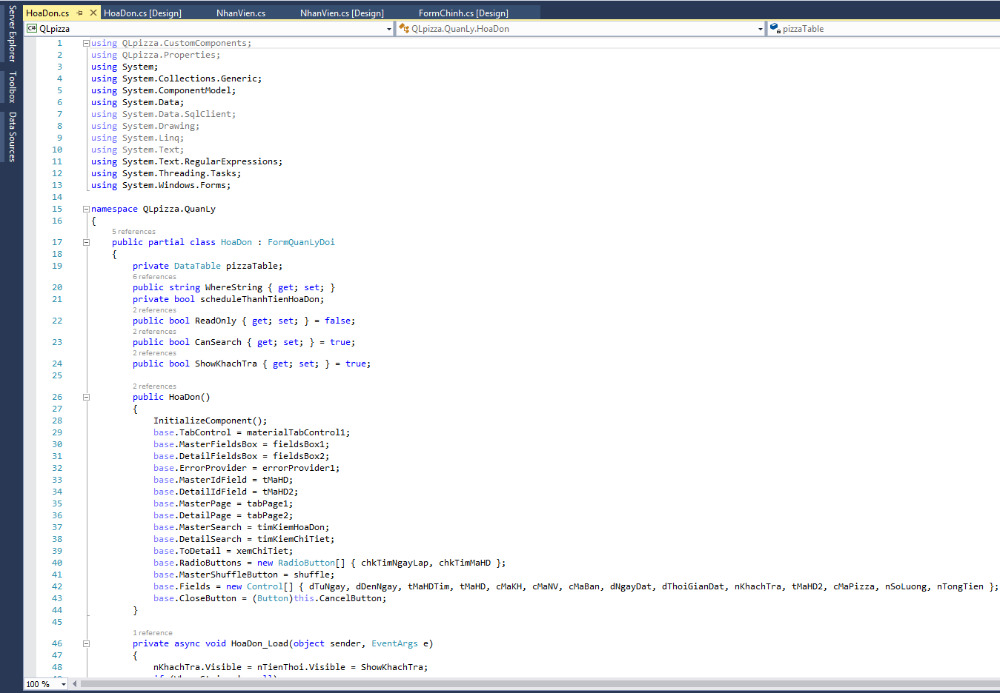 HoaDon.cs
HoaDon.cs [Design]
NhanVien.cs
NhanVien.cs [Design]
FormChinh.cs [Design]
Server Explorer
Toolbox
Data Sources
C# QLpizza
QLpizza.QuanLy.HoaDon
pizzaTable
1 using QLpizza.CustomComponents;
2 using QLpizza.Properties;
3 using System;
4 using System.Collections.Generic;
5 using System.ComponentModel;
6 using System.Data;
7 using System.Data.SqlClient;
8 using System.Drawing;
9 using System.Linq;
10 using System.Text;
11 using System.Text.RegularExpressions;
12 using System.Threading.Tasks;
13 using System.Windows.Forms;
14
15 namespace QLpizza.QuanLy
16 {
5 references
17 public partial class HoaDon : FormQuanLyDoi
18 {
19 private DataTable pizzaTable;
6 references
20 public string WhereString { get; set; }
21 private bool scheduleThanhTienHoaDon;
2 references
22 public bool ReadOnly { get; set; } = false;
2 references
23 public bool CanSearch { get; set; } = true;
2 references
24 public bool ShowKhachTra { get; set; } = true;
25
2 references
26 public HoaDon()
27 {
28 InitializeComponent();
29 base.TabControl = materialTabControl1;
30 base.MasterFieldsBox = fieldsBox1;
31 base.DetailFieldsBox = fieldsBox2;
32 base.ErrorProvider = errorProvider1;
33 base.MasterIdField = tMaHD;
34 base.DetailIdField = tMaHD2;
35 base.MasterPage = tabPage1;
36 base.DetailPage = tabPage2;
37 base.MasterSearch = timKiemHoaDon;
38 base.DetailSearch = timKiemChiTiet;
39 base.ToDetail = xemChiTiet;
40 base.RadioButtons = new RadioButton[] { chkTimNgayLap, chkTimMaHD };
41 base.MasterShuffleButton = shuffle;
42 base.Fields = new Control[] { dTuNgay, dDenNgay, tMaHDTim, tMaHD, cMaKH, cMaNV, cMaBan, dNgayDat, dThoiGianDat, nKhachTra, tMaHD2, cMaPizza, nSoLuong, nTongTien };
43 base.CloseButton = (Button)this.CancelButton;
44 }
45
1 reference
46 private async void HoaDon_Load(object sender, EventArgs e)
47 {
48 nKhachTra.Visible = nTienThoi.Visible = ShowKhachTra;
100 %